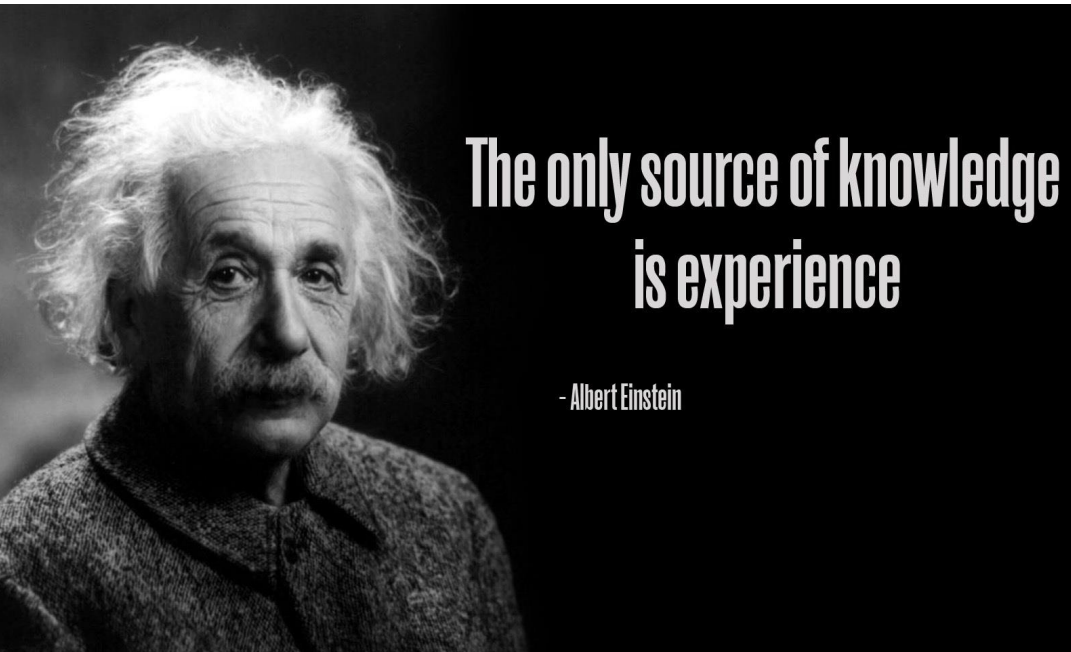 The only source of knowledge
is experience
- Albert Einstein